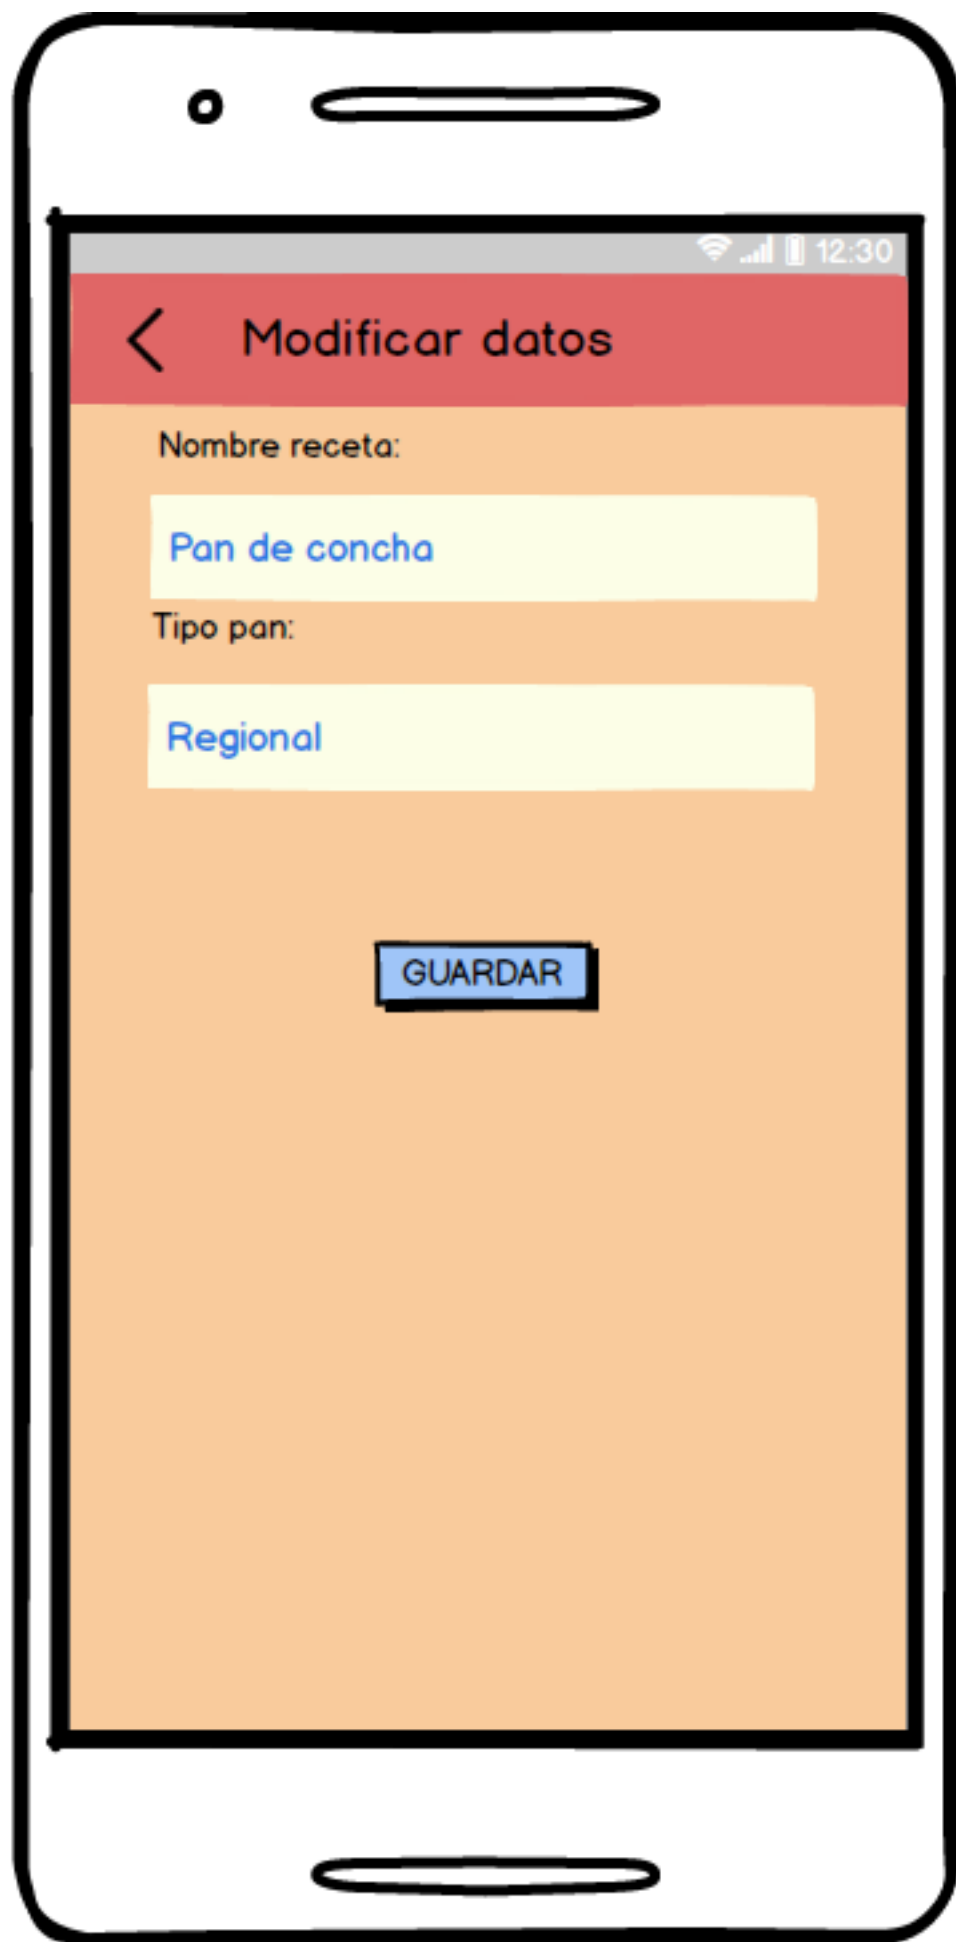 12:30
Modificar datos
Nombre receta:
Pan de concha
Tipo pan:
Regional
GUARDAR